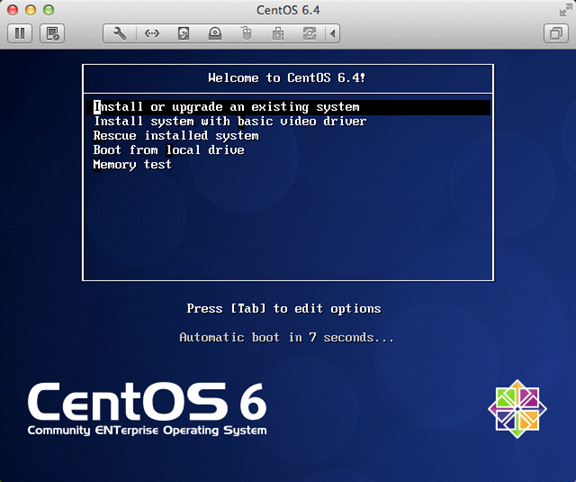 CentOS 6.4
Welcome to CentOS 6.4!
Install or upgrade an existing system
Install system with basic video driver
Rescue installed system
Boot from local drive
Memory test
Press [Tab] to edit options
Automatic boot in 7 seconds...
CentOS 6
Community ENTerprise Operating System